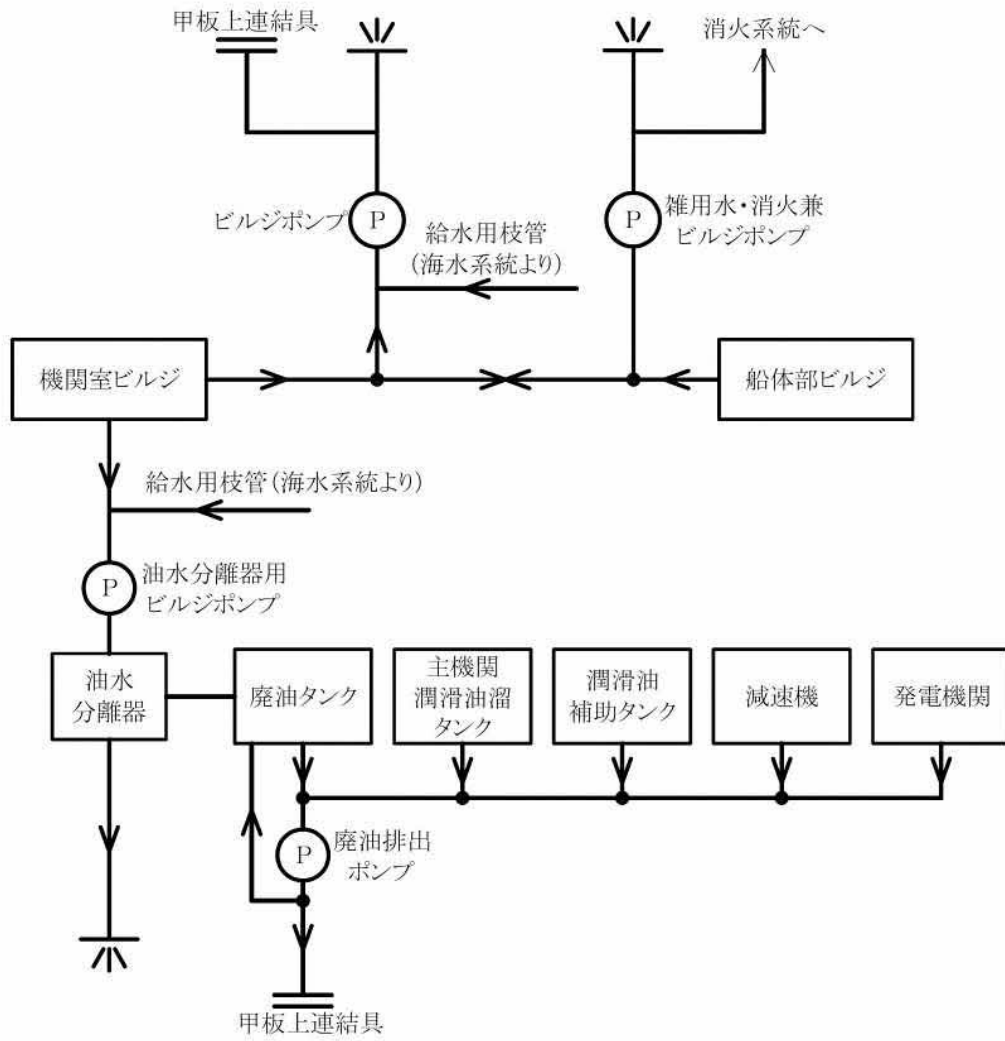 甲板上連結具
消火系統へ
P
ビルジポンプ
P
雑用水・消火兼
ビルジポンプ
給水用枝管
(海水系統より)
機関室ビルジ
船体部ビルジ
給水用枝管(海水系統より)
P
油水分離器用
ビルジポンプ
油水
分離器
廃油タンク
主機関
潤滑油溜
タンク
潤滑油
補助タンク
減速機
発電機関
P
廃油排出
ポンプ
甲板上連結具